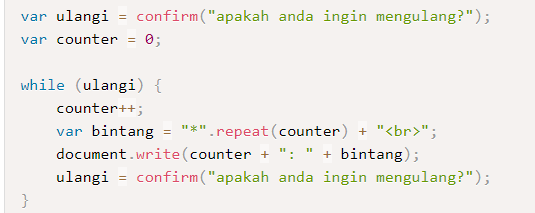 var ulangi = confirm("apakah anda ingin mengulang?");
var counter = 0;

while (ulangi) {
    counter++;
    var bintang = "*".repeat(counter) + "<br>";
    document.write(counter + ": " + bintang);
    ulangi = confirm("apakah anda ingin mengulang?");
}